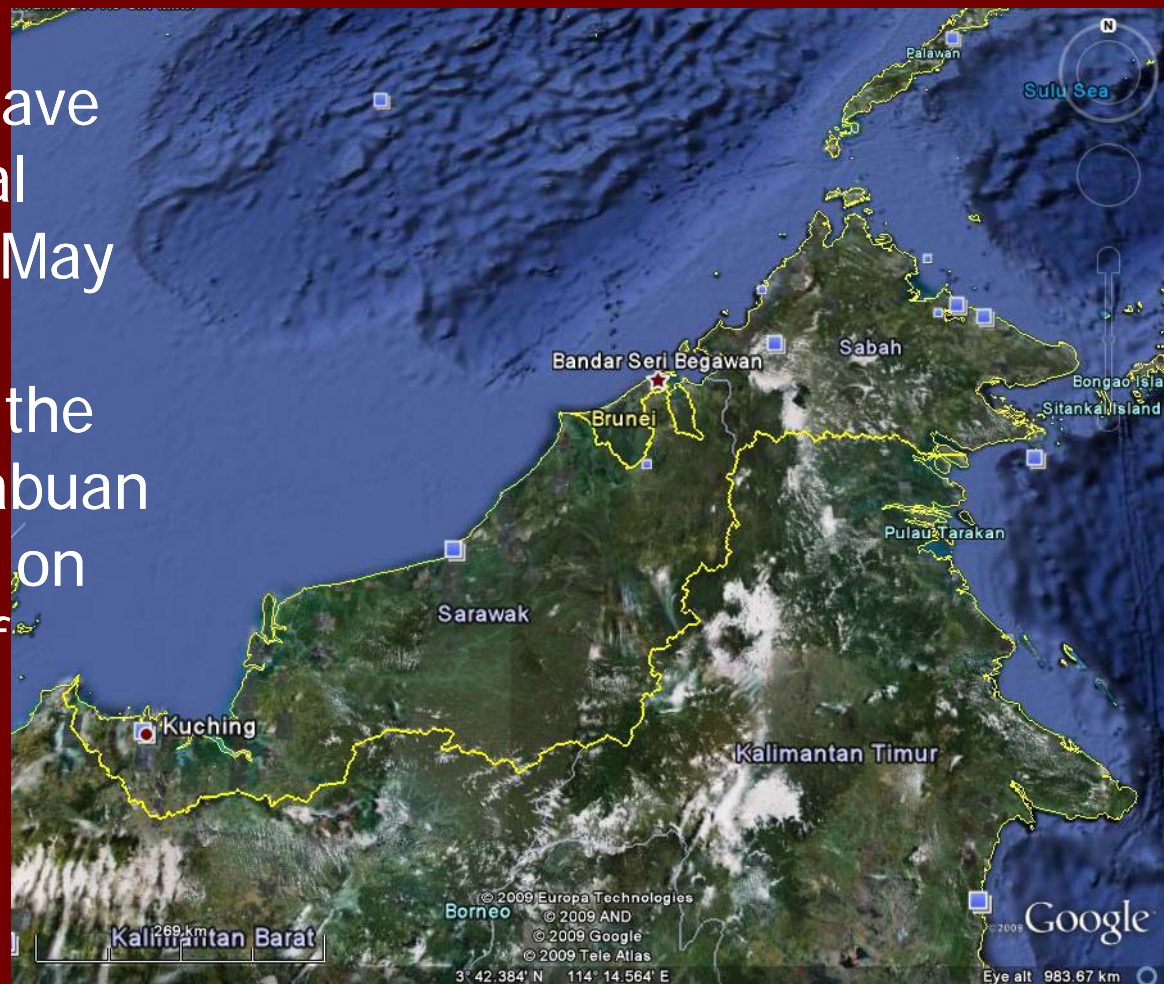 ave
al
May
the
abuan
on
Palawan
Sulu Sea
N
Sabah
Bandar Seri Begawan
Bongao Isla
Sitankai Island
Brunei
Pulau Tarakan
Sarawak
Kuching
Kalimantan Timur
© 2009 Europa Technologies
Borneo
© 2009 AND
© 2009 Google
© 2009 Google
© 2009 Tele Atlas
269 km
Kalimantan Barat
3° 42.384' N 114° 14.564' E
Eye alt 983.67 km